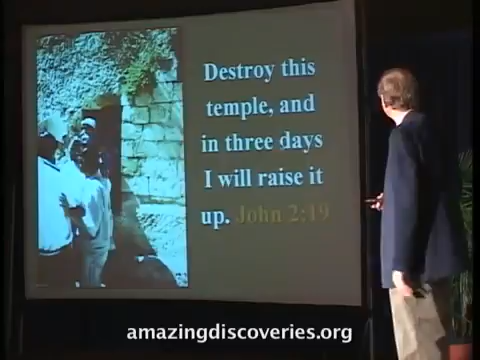 Destroy this
temple, and
in three days
I will raise it
up. John 2:19
amazingdiscoveries.org